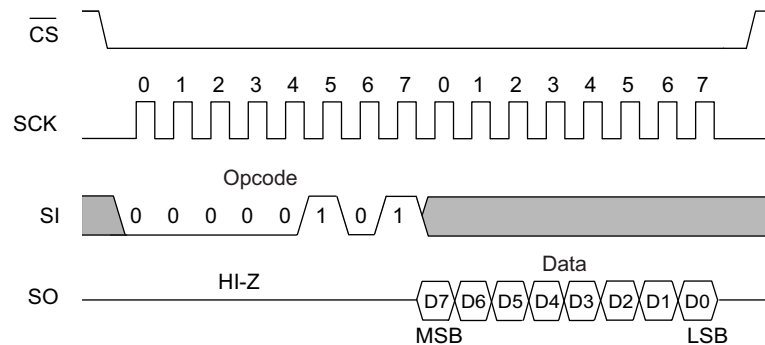 CS
0 1 2 3 4 5 6 7 0 1 2 3 4 5 6 7
SCK
Opcode
SI 0 0 0 0 0 1 0 1
HI-Z Data
SO D7 D6 D5 D4 D3 D2 D1 D0
MSB LSB